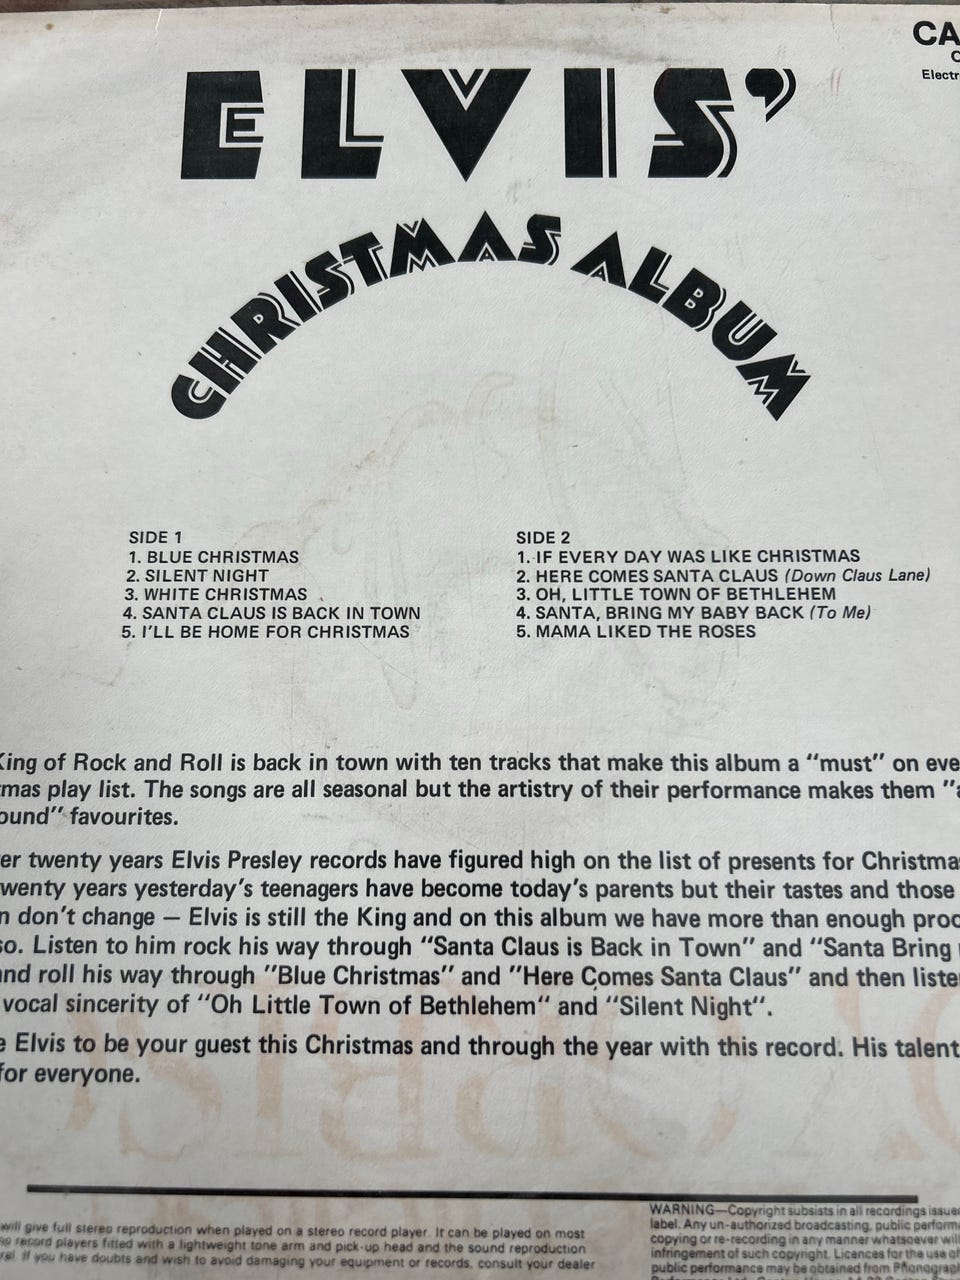 CA
Electr
ELVIS'
CHRISTMAS ALBUM
SIDE 1
1. BLUE CHRISTMAS
2. SILENT NIGHT
3. WHITE CHRISTMAS
4. SANTA CLAUS IS BACK IN TOWN
5. I'LL BE HOME FOR CHRISTMAS
SIDE 2
1. IF EVERY DAY WAS LIKE CHRISTMAS
2. HERE COMES SANTA CLAUS (Down Claus Lane)
3. OH, LITTLE TOWN OF BETHLEHEM
4. SANTA, BRING MY BABY BACK (To Me)
5. MAMA LIKED THE ROSES
King of Rock and Roll is back in town with ten tracks that make this album a "must" on eve
tmas play list. The songs are all seasonal but the artistry of their performance makes them "a
ound" favourites.
er twenty years Elvis Presley records have figured high on the list of presents for Christma
wenty years yesterday's teenagers have become today's parents but their tastes and those
n don't change — Elvis is still the King and on this album we have more than enough proo
so. Listen to him rock his way through "Santa Claus is Back in Town" and "Santa Bring
and roll his way through "Blue Christmas" and "Here Comes Santa Claus" and then liste
vocal sincerity of "Oh Little Town of Bethlehem" and "Silent Night".
e Elvis to be your guest this Christmas and through the year with this record. His talent
for everyone.
will give full stereo reproduction when played on a stereo record player. It can be played on most
record players fitted with a lightweight tone arm and pick-up head and the sound reproduction
If you have doubts and wish to avoid damaging your equipment or records, consult your dealer
WARNING—Copyright subsists in all recordings issue
label. Any un-authorized broadcasting, public perform
copying or re-recording in any manner whatsoever wil
infringement of such copyright. Licences for the use of
public performance may be obtained from Phonograp